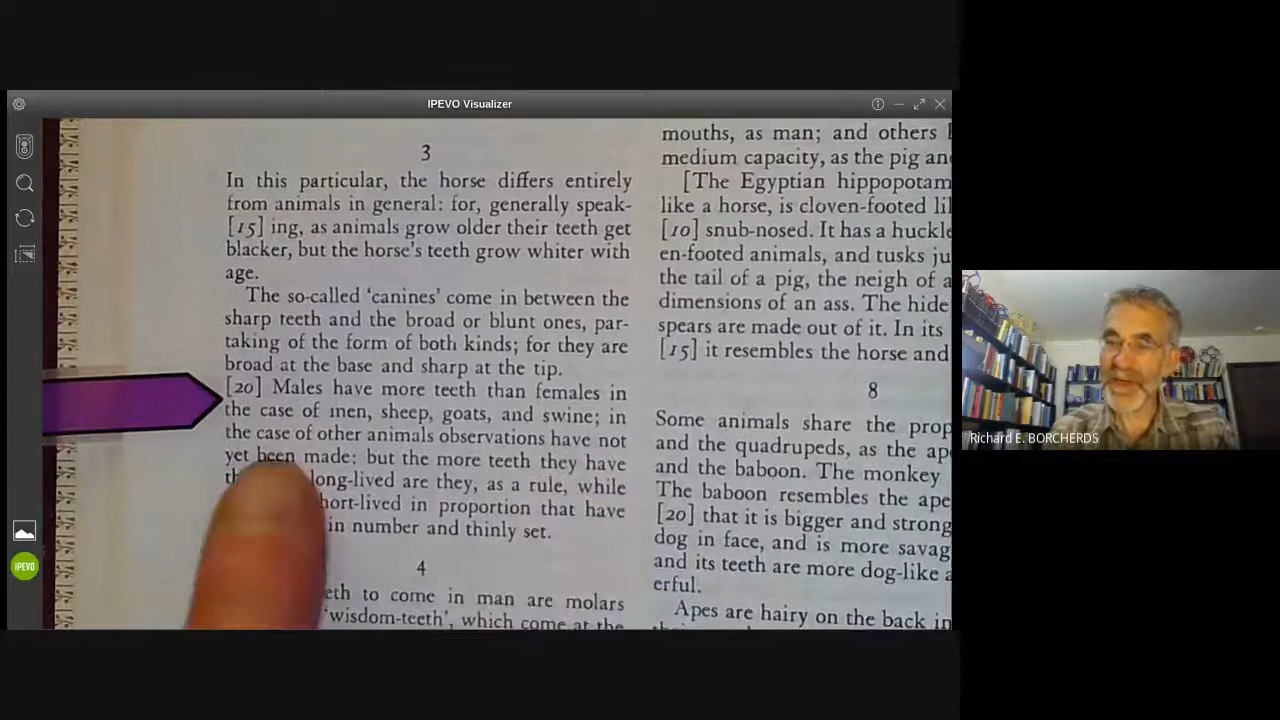 IPEVO Visualizer
3
In this particular, the horse differs entirely
from animals in general: for, generally speak-
[15] ing, as animals grow older their teeth get
blacker, but the horse's teeth grow whiter with
age.
The so-called 'canines' come in between the
sharp teeth and the broad or blunt ones, par-
taking of the form of both kinds; for they are
broad at the base and sharp at the tip.
[20] Males have more teeth than females in
the case of men, sheep, goats, and swine; in
the case of other animals observations have not
yet been made: but the more teeth they have
long-lived are they, as a rule, while
hort-lived in proportion that have
in number and thinly set.
4
eth to come in man are molars
'wisdom-teeth', which come at the
mouths, as man; and others
medium capacity, as the pig an
[The Egyptian hippopotam
like a horse, is cloven-footed li
[10] snub-nosed. It has a huckle
en-footed animals, and tusks ju
the tail of a pig, the neigh of a
dimensions of an ass. The hide
spears are made out of it. In its
[15] it resembles the horse and
8
Some animals share the prop
and the quadrupeds, as the ap
and the baboon. The monkey
The baboon resembles the ape
[20] that it is bigger and strong
dog in face, and is more savag
and its teeth are more dog-like a
erful.
Apes are hairy on the back in
iPEVO
Richard E. BORCHERDS